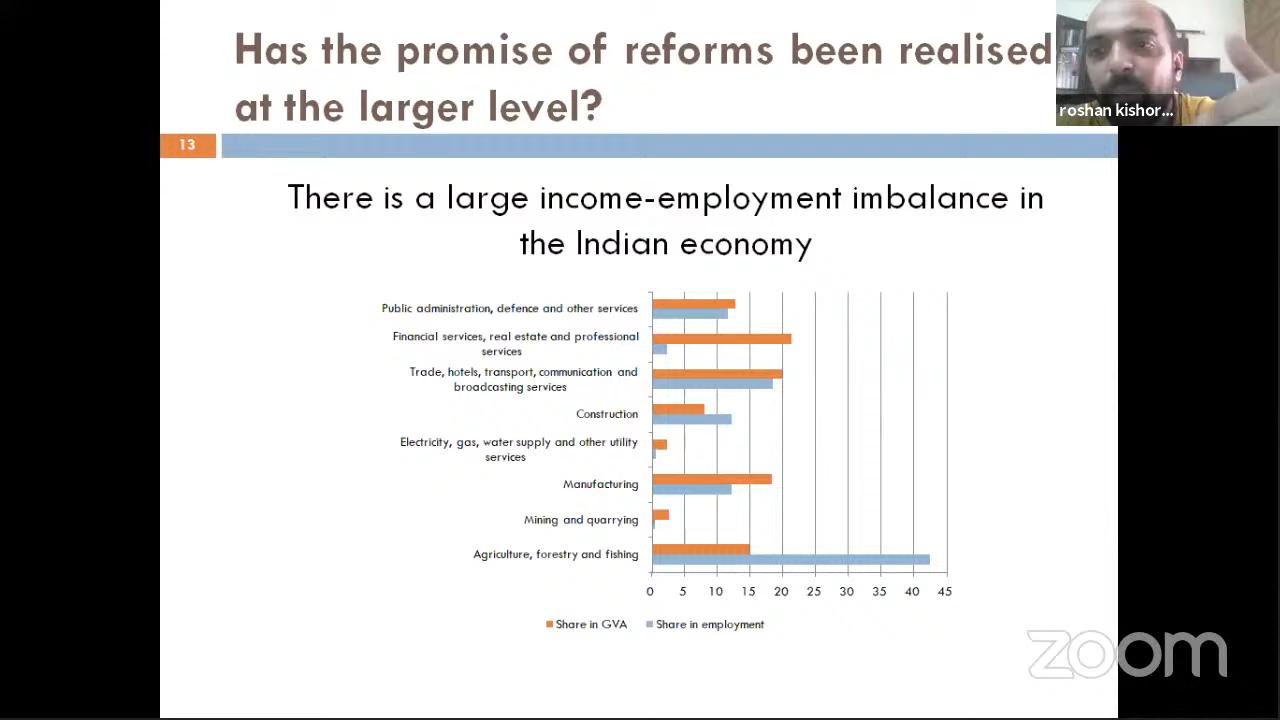 Has the promise of reforms been realised
at the larger level?
roshan kishor...
13
There is a large income-employment imbalance in
the Indian economy
Public administration, defence and other services
Financial services, real estate and professional
services
Trade, hotels, transport, communication and
broadcasting services
Construction
Electricity, gas, water supply and other utility
services
Manufacturing
Mining and quarrying
Agriculture, forestry and fishing
0 5 10 15 20 25 30 35 40 45
Share in GVA Share in employment
zoom